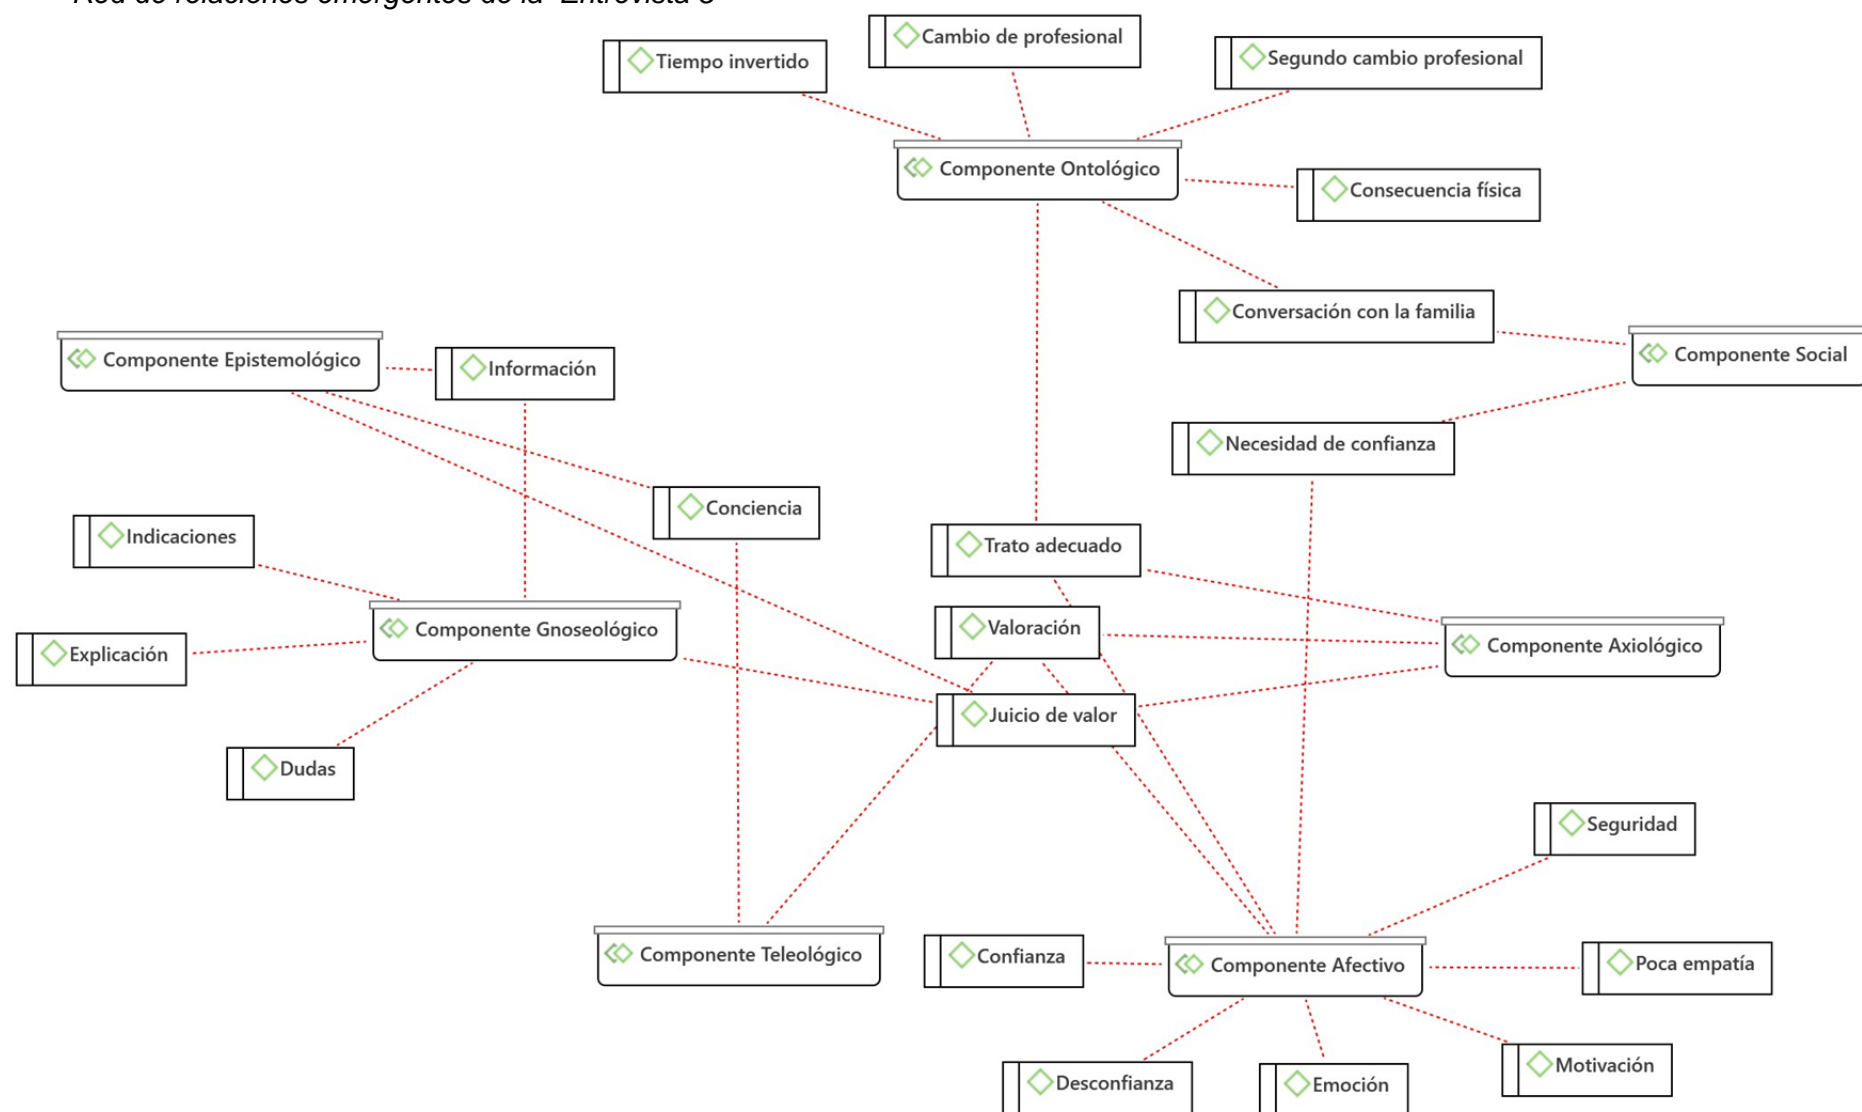 Red de relaciones emergentes de la Entrevista 3
Cambio de profesional
Tiempo invertido
Segundo cambio profesional
Componente Ontológico
Consecuencia física
Conversación con la familia
Componente Epistemológico
Información
Componente Social
Necesidad de confianza
Conciencia
Indicaciones
Trato adecuado
Componente Gnoseológico
Valoración
Componente Axiológico
Explicación
Juicio de valor
Dudas
Seguridad
Componente Teleológico
Confianza
Componente Afectivo
Poca empatía
Motivación
Desconfianza
Emoción